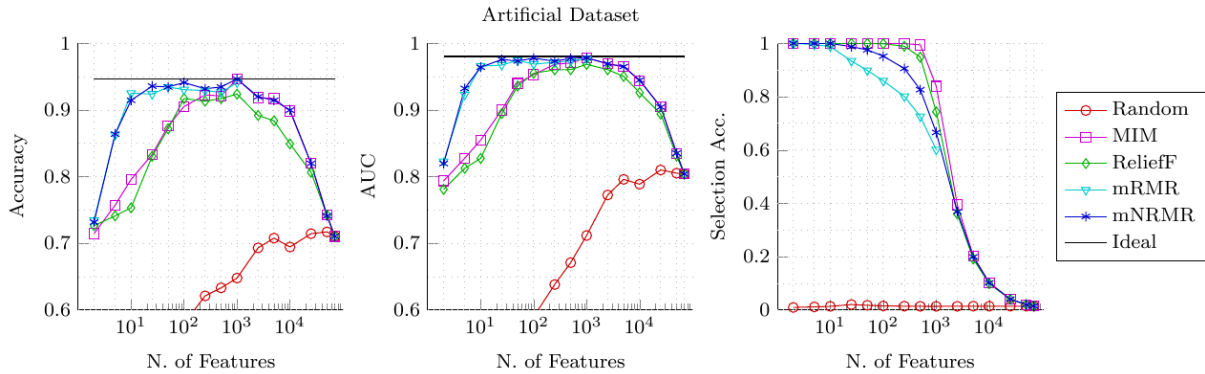 Artificial Dataset
Accuracy
1
0.9
0.8
0.7
0.6
10^1 10^2 10^3 10^4
N. of Features
AUC
1
0.9
0.8
0.7
0.6
10^1 10^2 10^3 10^4
N. of Features
Selection Acc.
1
0.8
0.6
0.4
0.2
0
10^1 10^2 10^3 10^4
N. of Features
Random
MIM
ReliefF
mRMR
mNRMR
Ideal